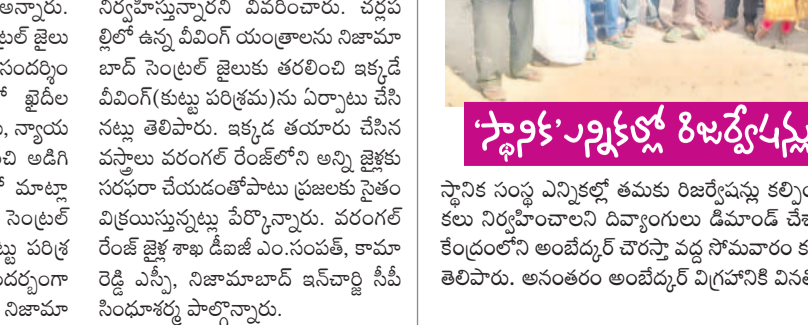 అన్నారు.
ట్రల్ జైలు
సందర్శిం
ఖైదీల
న్యాయ
చి అడిగి
మాట్లా
సెంట్రల్
ట్టు పరిశ్ర
ందర్భంగా
నిజామా
నిర్వహిస్తున్నారని వివరించారు. చర్లప
ల్లిలో ఉన్న వీవింగ్ యంత్రాలను నిజామా
బాద్ సెంట్రల్ జైలుకు తరలించి ఇక్కడే
వీవింగ్(కుట్టు పరిశ్రమ)ను ఏర్పాటు చేసి
నట్లు తెలిపారు. ఇక్కడ తయారు చేసిన
వస్త్రాలు వరంగల్ రేంజ్‌లోని అన్ని జైళ్లకు
సరఫరా చేయడంతోపాటు ప్రజలకు సైతం
విక్రయిస్తున్నట్లు పేర్కొన్నారు. వరంగల్
రేంజ్ జైళ్ల శాఖ డీఐజీ ఎం.సంపత్, కామా
రెడ్డి ఎస్పీ, నిజామాబాద్ ఇన్‌చార్జి సీపీ
సింధూశర్మ పాల్గొన్నారు.
‘స్థానిక’ఎన్నికల్లో రిజర్వేషన్లు
స్థానిక సంస్థ ఎన్నికల్లో తమకు రిజర్వేషన్లు కల్పిం
కలు నిర్వహించాలని దివ్యాంగులు డిమాండ్ చేశ
కేంద్రంలోని అంబేద్కర్ చౌరస్తా వద్ద సోమవారం క
తెలిపారు. అనంతరం అంబేద్కర్ విగ్రహానికి వినతి